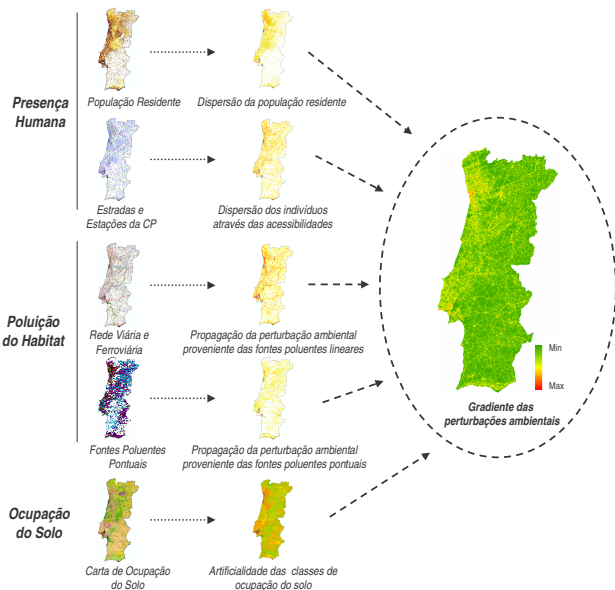 Presença
Humana
População Residente
Dispersão da população residente
Estradas e
Estações da CP
Dispersão dos indivíduos
através das acessibilidades
Poluição
do Habitat
Rede Viária e
Ferroviária
Propagação da perturbação ambiental
proveniente das fontes poluentes lineares
Fontes Poluentes
Pontuais
Propagação da perturbação ambiental
proveniente das fontes poluentes pontuais
Ocupação
do Solo
Carta de Ocupação
do Solo
Artificialidade das classes de
ocupação do solo
Min
Max
Gradiente das
perturbações ambientais